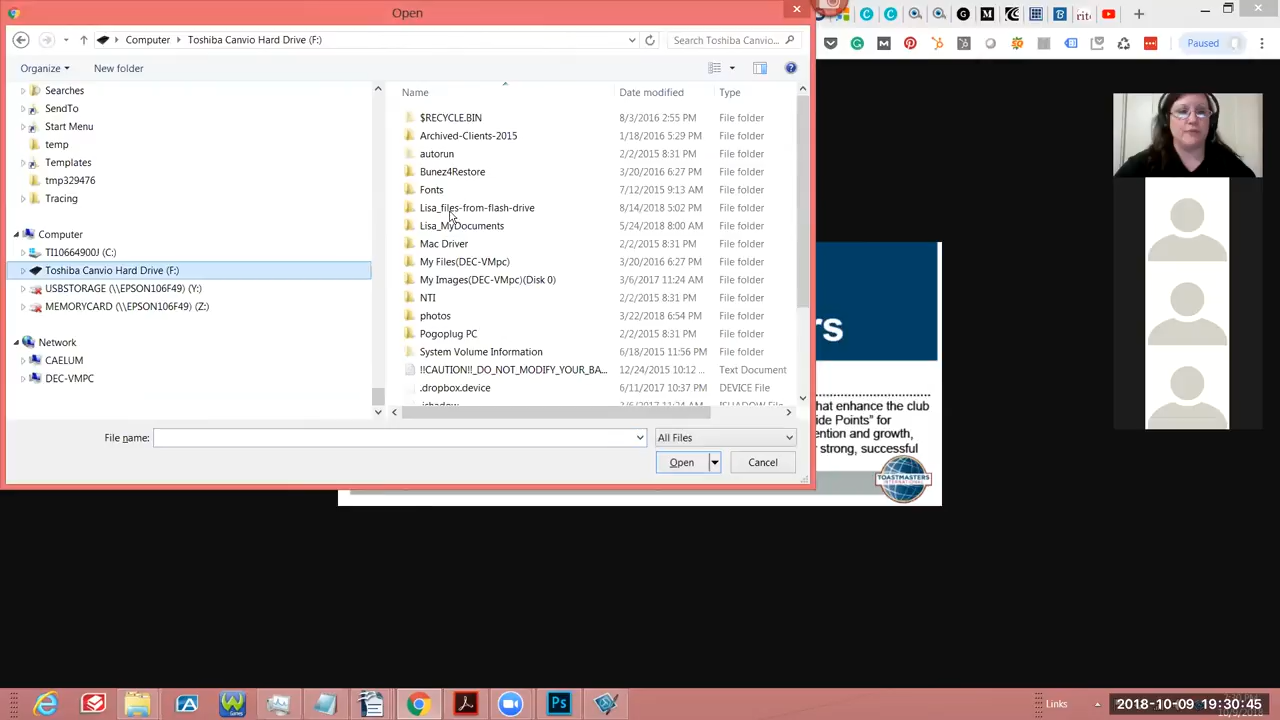 Open
Computer
Toshiba Canvio Hard Drive (F:)
Search Toshiba Canvio...
Paused
Organize
New folder
Searches
SendTo
Start Menu
temp
Templates
tmp329476
Tracing
Computer
TI10664900J (C:)
Toshiba Canvio Hard Drive (F:)
USBSTORAGE (\\EPSON106F49) (Y:)
MEMORYCARD (\\EPSON106F49) (Z:)
Network
CAELUM
DEC-VMPC
Name Date modified Type
$RECYCLE.BIN 8/3/2016 2:55 PM File folder
Archived-Clients-2015 1/18/2016 5:29 PM File folder
autorun 2/2/2015 8:31 PM File folder
Bunez4Restore 3/20/2016 6:27 PM File folder
Fonts 7/12/2015 9:13 AM File folder
Lisa_files-from-flash-drive 8/14/2018 5:02 PM File folder
Lisa_MyDocuments 5/24/2018 8:00 AM File folder
Mac Driver 2/2/2015 8:31 PM File folder
My Files(DEC-VMpc) 3/20/2016 6:27 PM File folder
My Images(DEC-VMpc)(Disk 0) 3/6/2017 11:24 AM File folder
NTI 2/2/2015 8:31 PM File folder
photos 3/22/2018 6:54 PM File folder
Pogoplug PC 2/2/2015 8:31 PM File folder
System Volume Information 6/18/2015 11:56 PM File folder
!!CAUTION!!_DO_NOT_MODIFY_YOUR_BA... 12/24/2015 10:12 ... Text Document
.dropbox.device 6/11/2017 10:37 PM DEVICE File
File name:
All Files
Open
Cancel
rs
hat enhance the club
ide Points" for
ention and growth,
r strong, successful
TOASTMASTERS
INTERNATIONAL
Links
2018-10-09 19:30:45